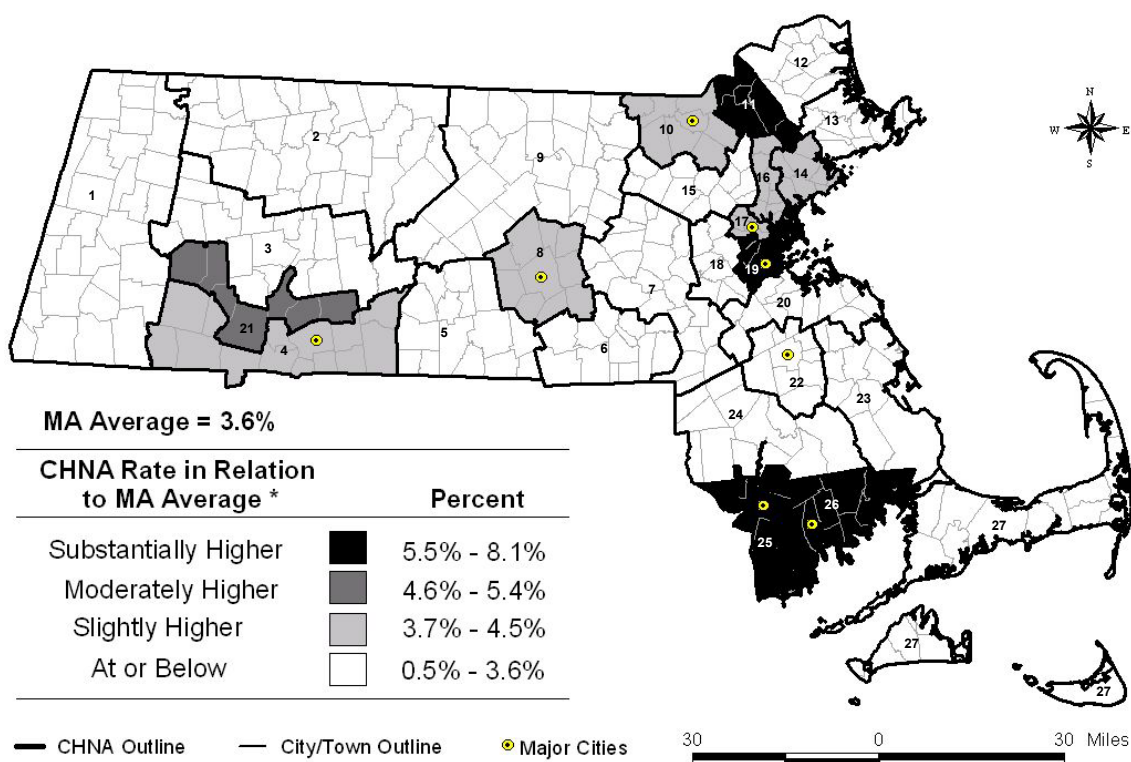 12
N
W E
S
11
13
10
2
9
16
14
1
15
17
3
8
18
19
7
20
21
4
5
6
22
23
24
MA Average = 3.6%
CHNA Rate in Relation
to MA Average * Percent
Substantially Higher 5.5% - 8.1%
Moderately Higher 4.6% - 5.4%
Slightly Higher 3.7% - 4.5%
At or Below 0.5% - 3.6%
26
25
27
27
27
CHNA Outline City/Town Outline Major Cities
30 0 30 Miles